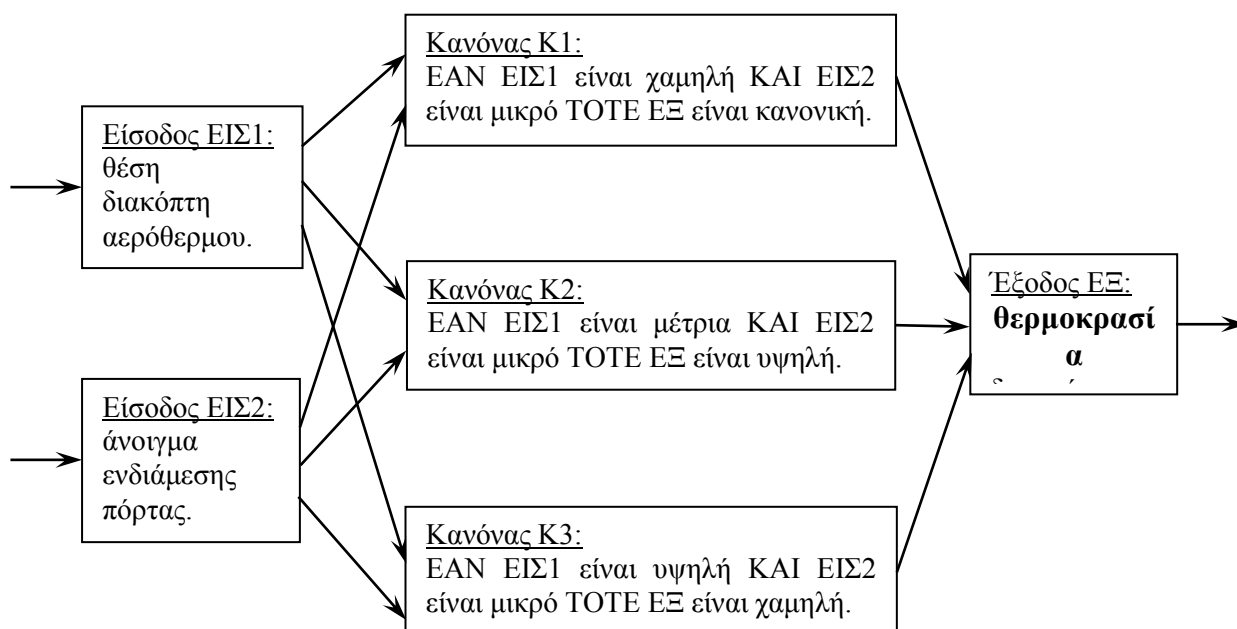 Κανόνας Κ1:
ΕΑΝ ΕΙΣ1 είναι χαμηλή ΚΑΙ ΕΙΣ2
είναι μικρό ΤΟΤΕ ΕΞ είναι κανονική.
Είσοδος ΕΙΣ1:
θέση
διακόπτη
αερόθερμου.
Κανόνας Κ2:
ΕΑΝ ΕΙΣ1 είναι μέτρια ΚΑΙ ΕΙΣ2
είναι μικρό ΤΟΤΕ ΕΞ είναι υψηλή.
Έξοδος ΕΞ:
θερμοκρασί
α
Είσοδος ΕΙΣ2:
άνοιγμα
ενδιάμεσης
πόρτας.
Κανόνας Κ3:
ΕΑΝ ΕΙΣ1 είναι υψηλή ΚΑΙ ΕΙΣ2
είναι μικρό ΤΟΤΕ ΕΞ είναι χαμηλή.